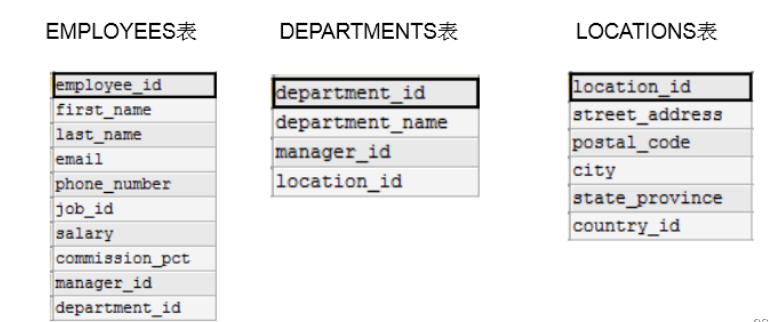 EMPLOYEES表
DEPARTMENTS表
LOCATIONS表
employee_id
first_name
last_name
email
phone_number
job_id
salary
commission_pct
manager_id
department_id
department_id
department_name
manager_id
location_id
location_id
street_address
postal_code
city
state_province
country_id